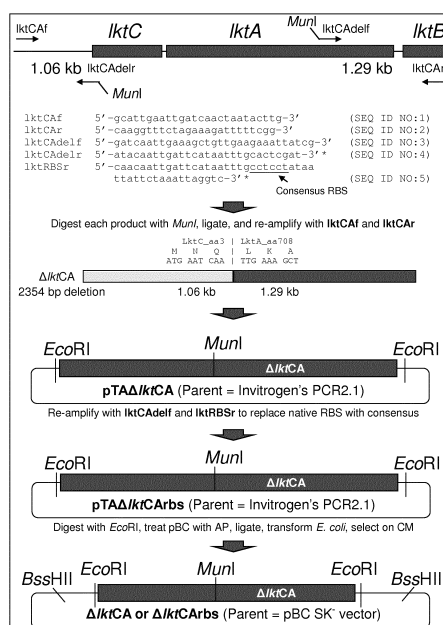 lktCAf lktC lktA MunI lktCAdelf lktB
1.06 kb lktCAdelr 1.29 kb lktCAr
MunI
lktCAf 5'-gcattgaattgatcaactaatacttg-3' (SEQ ID NO:1)
lktCAr 5'-caaggtttctagaaagatttttcgg-3' (SEQ ID NO:2)
lktCAdelf 5'-gatcaattgaaagctgttgaagaaattatcg-3' (SEQ ID NO:3)
lktCAdelr 5'-atacaattgattcataatttgcactcat-3'* (SEQ ID NO:4)
lktRBSr 5'-gatcaacaattgattcataatttgcctcctataa
ttattctaaattaggtc-3'* (SEQ ID NO:5)
Consensus RBS
Digest each product with MunI, ligate, and re-amplify with lktCAf and lktCAr
LktC_aa3 | LktA_aa708
M N Q | L K A
ATG AAT CAA | TTG AAA GCT
ΔlktCA
2354 bp deletion 1.06 kb 1.29 kb
EcoRI MunI EcoRI
ΔlktCA
pTAΔlktCA (Parent = Invitrogen's PCR2.1)
Re-amplify with lktCAdelf and lktRBSr to replace native RBS with consensus
EcoRI MunI EcoRI
ΔlktCA
pTAΔlktCArbs (Parent = Invitrogen's PCR2.1)
Digest with EcoRI, treat pBC with AP, ligate, transform E. coli, select on CM
BssHII EcoRI MunI EcoRI BssHII
ΔlktCA
ΔlktCA or ΔlktCArbs (Parent = pBC SK- vector)